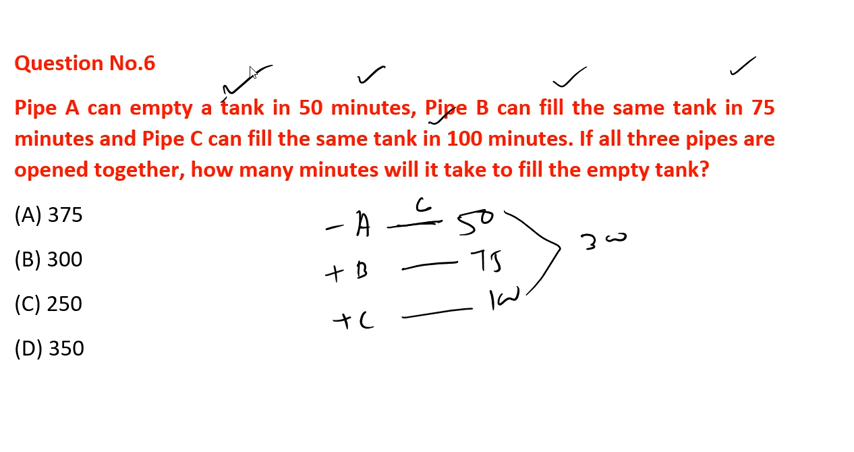 Question No.6
Pipe A can empty a tank in 50 minutes, Pipe B can fill the same tank in 75
minutes and Pipe C can fill the same tank in 100 minutes. If all three pipes are
opened together, how many minutes will it take to fill the empty tank?
(A) 375
(B) 300
(C) 250
(D) 350
- A — 6 50
+ B — 75
+ C — 100
300